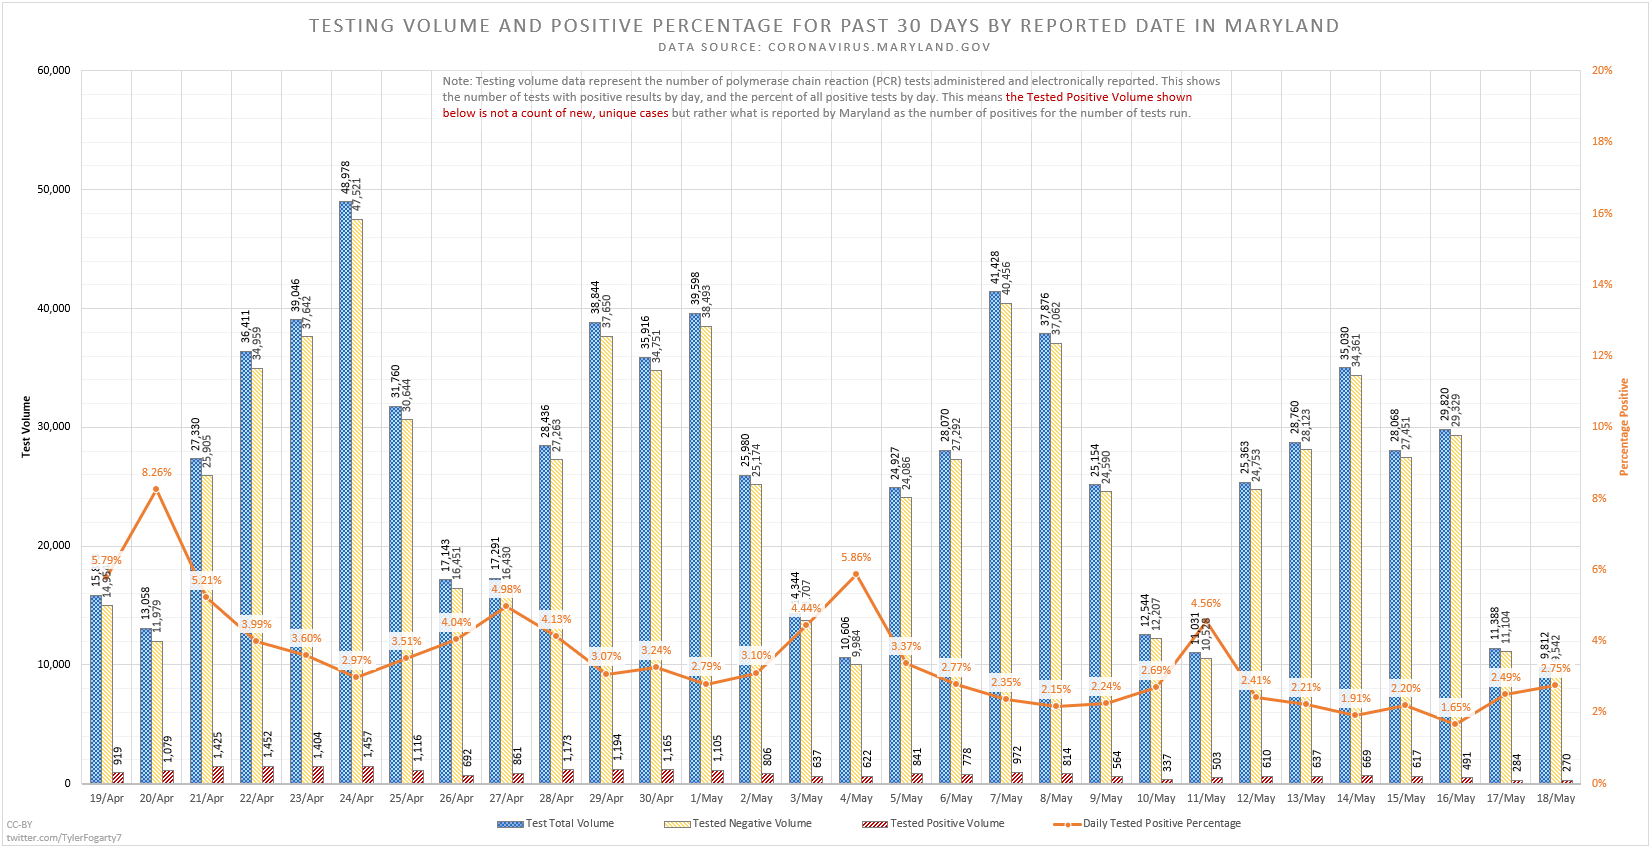 TESTING VOLUME AND POSITIVE PERCENTAGE FOR PAST 30 DAYS BY REPORTED DATE IN MARYLAND
DATA SOURCE: CORONAVIRUS.MARYLAND.GOV
Note: Testing volume data represent the number of polymerase chain reaction (PCR) tests administered and electronically reported. This shows
the number of tests with positive results by day, and the percent of all positive tests by day. This means the Tested Positive Volume shown
below is not a count of new, unique cases but rather what is reported by Maryland as the number of positives for the number of tests run.
Test Volume
60,000
50,000
40,000
30,000
20,000
10,000
0
Percentage Positive
20%
18%
16%
14%
12%
10%
8%
6%
4%
2%
0%
13,058 27,330 36,411 39,046 48,978 31,760 17,143 17,291 28,436 38,844 35,916 39,598 25,980 10,606 24,927 28,070 41,428 37,876 25,154 12,544 11,031 25,363 28,760 35,030 28,068 29,820 11,388 9,812
11,979 25,905 34,959 37,642 47,521 30,644 16,451 16,430 27,263 37,650 34,751 38,493 25,174 9,984 24,086 27,292 40,456 37,062 24,590 12,207 10,528 24,753 28,123 34,361 27,451 29,329 11,104
5.79% 8.26% 5.21% 3.99% 3.60% 2.97% 3.51% 4.04% 4.98% 4.13% 3.07% 3.24% 2.79% 3.10% 4.44% 5.86% 3.37% 2.77% 2.35% 2.15% 2.24% 2.69% 4.56% 2.41% 2.21% 1.91% 2.20% 1.65% 2.49% 2.75%
919 1,079 1,425 1,452 1,404 1,457 1,116 692 861 1,173 1,194 1,165 1,105 806 637 622 841 778 972 814 564 337 503 610 637 669 617 491 284 270
19/Apr 20/Apr 21/Apr 22/Apr 23/Apr 24/Apr 25/Apr 26/Apr 27/Apr 28/Apr 29/Apr 30/Apr 1/May 2/May 3/May 4/May 5/May 6/May 7/May 8/May 9/May 10/May 11/May 12/May 13/May 14/May 15/May 16/May 17/May 18/May
Test Total Volume Tested Negative Volume Tested Positive Volume Daily Tested Positive Percentage
CC-BY
twitter.com/TylerFogarty7